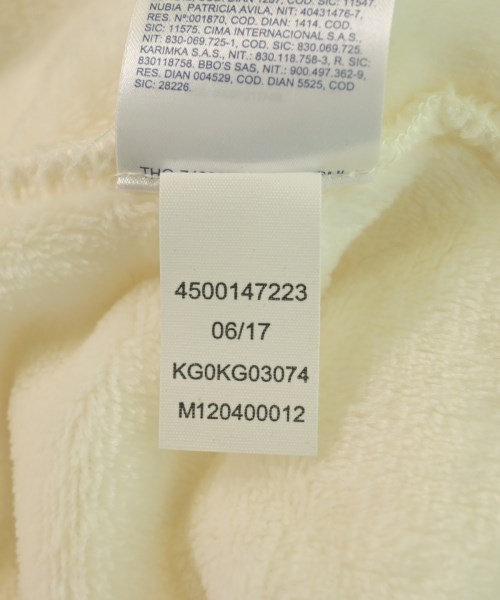 NUBIA PATRICIA AVILA, NIT: 40431476-7,
RES. Nº:001870, COD. DIAN: 1414. COD.
SIC: 11575. CIMA INTERNACIONAL S.A.S.,
NIT: 830-069.725-1, COD SIC: 830.069.725.
KARIMKA S.A.S., NIT.: 830.118.758-3, R. SIC:
830118758. BBO'S SAS, NIT: 900.497.362-9,
RES. DIAN 004529, COD. DIAN 5525, COD
SIC: 28226.
4500147223
06/17
KG0KG03074
M120400012